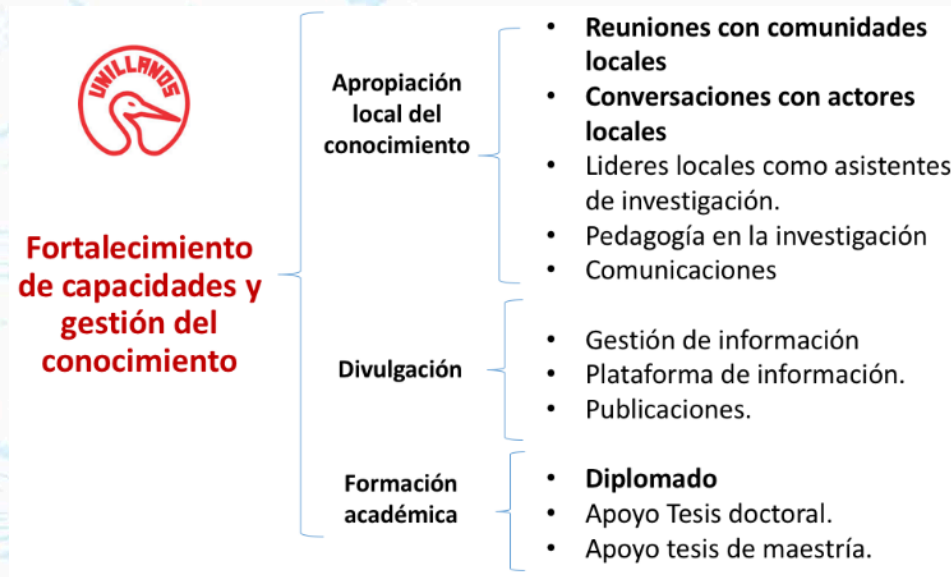 UNILLANOS
Fortalecimiento
de capacidades y
gestión del
conocimiento
Apropiación
local del
conocimiento
• Reuniones con comunidades
locales
• Conversaciones con actores
locales
• Lideres locales como asistentes
de investigación.
• Pedagogía en la investigación
• Comunicaciones
Divulgación
• Gestión de información
• Plataforma de información.
• Publicaciones.
Formación
académica
• Diplomado
• Apoyo Tesis doctoral.
• Apoyo tesis de maestría.